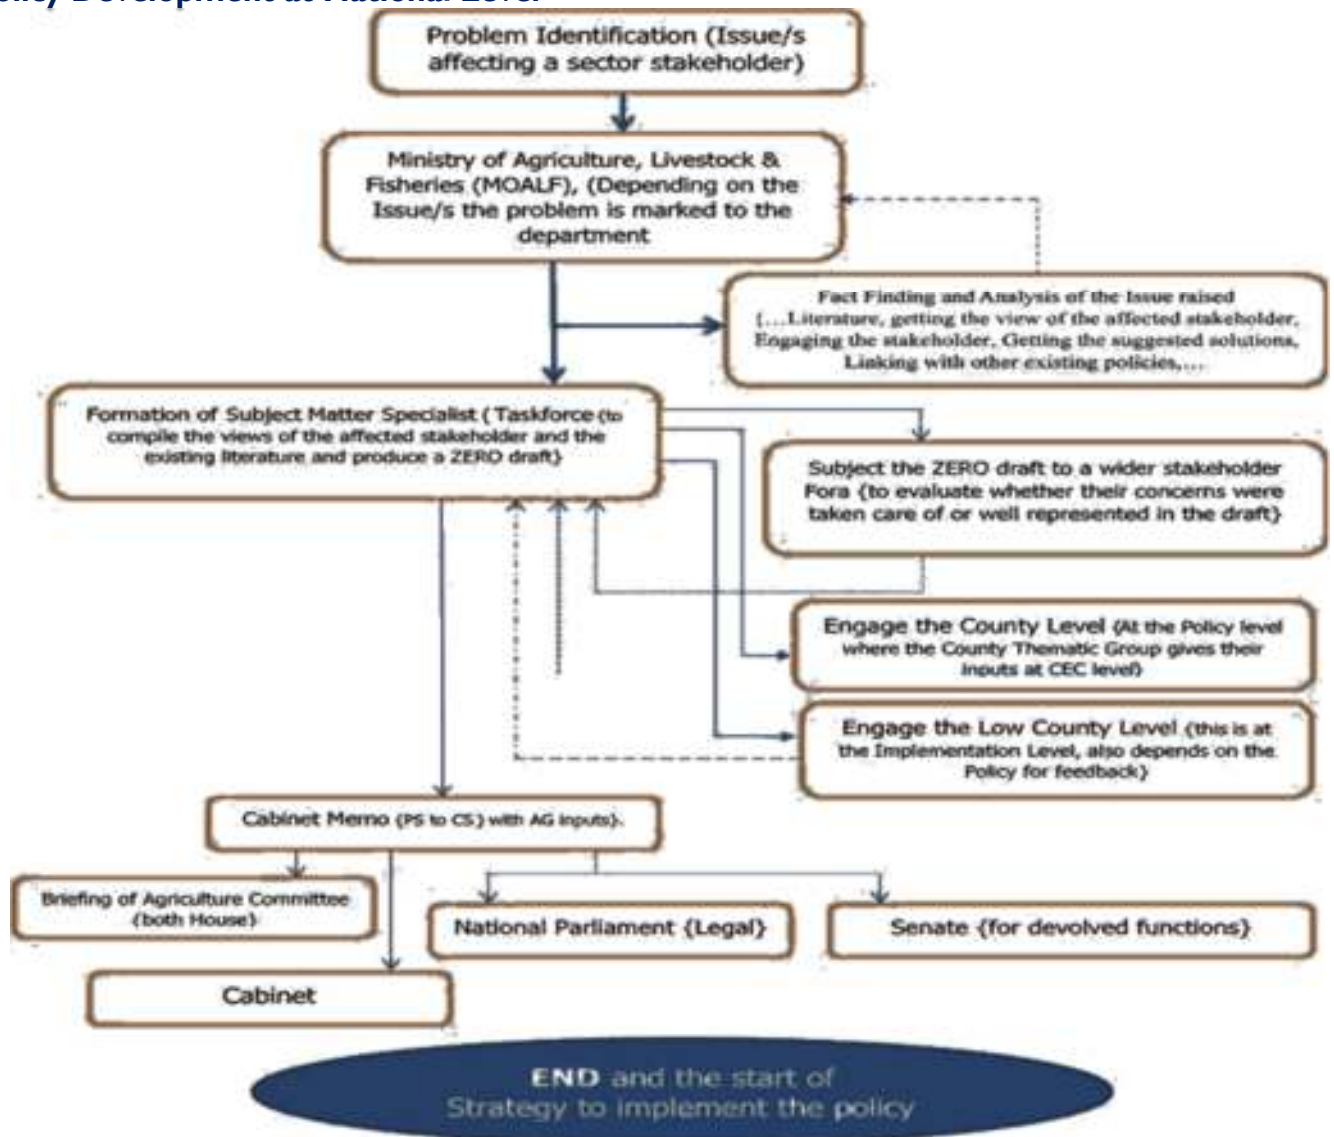 Policy Development at National Level
Problem Identification (Issue/s
affecting a sector stakeholder)
Ministry of Agriculture, Livestock &
Fisheries (MOALF), (Depending on the
Issue/s the problem is marked to the
department
Fact Finding and Analysis of the Issue raised
{...Literature, getting the view of the affected stakeholder,
Engaging the stakeholder, Getting the suggested solutions,
Linking with other existing policies,...
Formation of Subject Matter Specialist ( Taskforce (to
compile the views of the affected stakeholder and the
existing literature and produce a ZERO draft}
Subject the ZERO draft to a wider stakeholder
Fora {to evaluate whether their concerns were
taken care of or well represented in the draft}
Engage the County Level {At the Policy level
where the County Thematic Group gives their
inputs at CEC level}
Engage the Low County Level {this is at
the Implementation Level, also depends on the
Policy for feedback}
Cabinet Memo {PS to CS} with AG inputs}.
Briefing of Agriculture Committee
{both House}
National Parliament {Legal}
Senate {for devolved functions}
Cabinet
END and the start of
Strategy to implement the policy